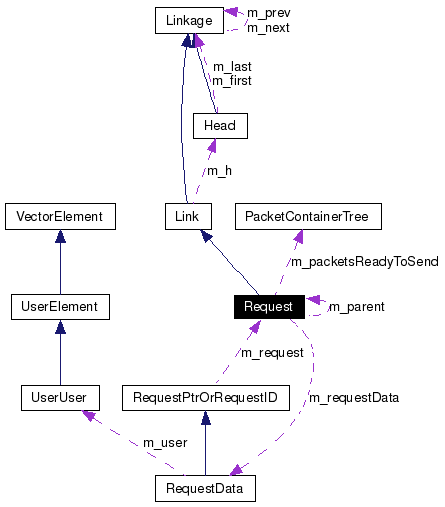 Linkage
m_prev
m_next
m_last
m_first
Head
m_h
VectorElement
Link
PacketContainerTree
m_packetsReadyToSend
UserElement
Request
m_parent
m_request
UserUser
RequestPtrOrRequestID
m_requestData
m_user
RequestData